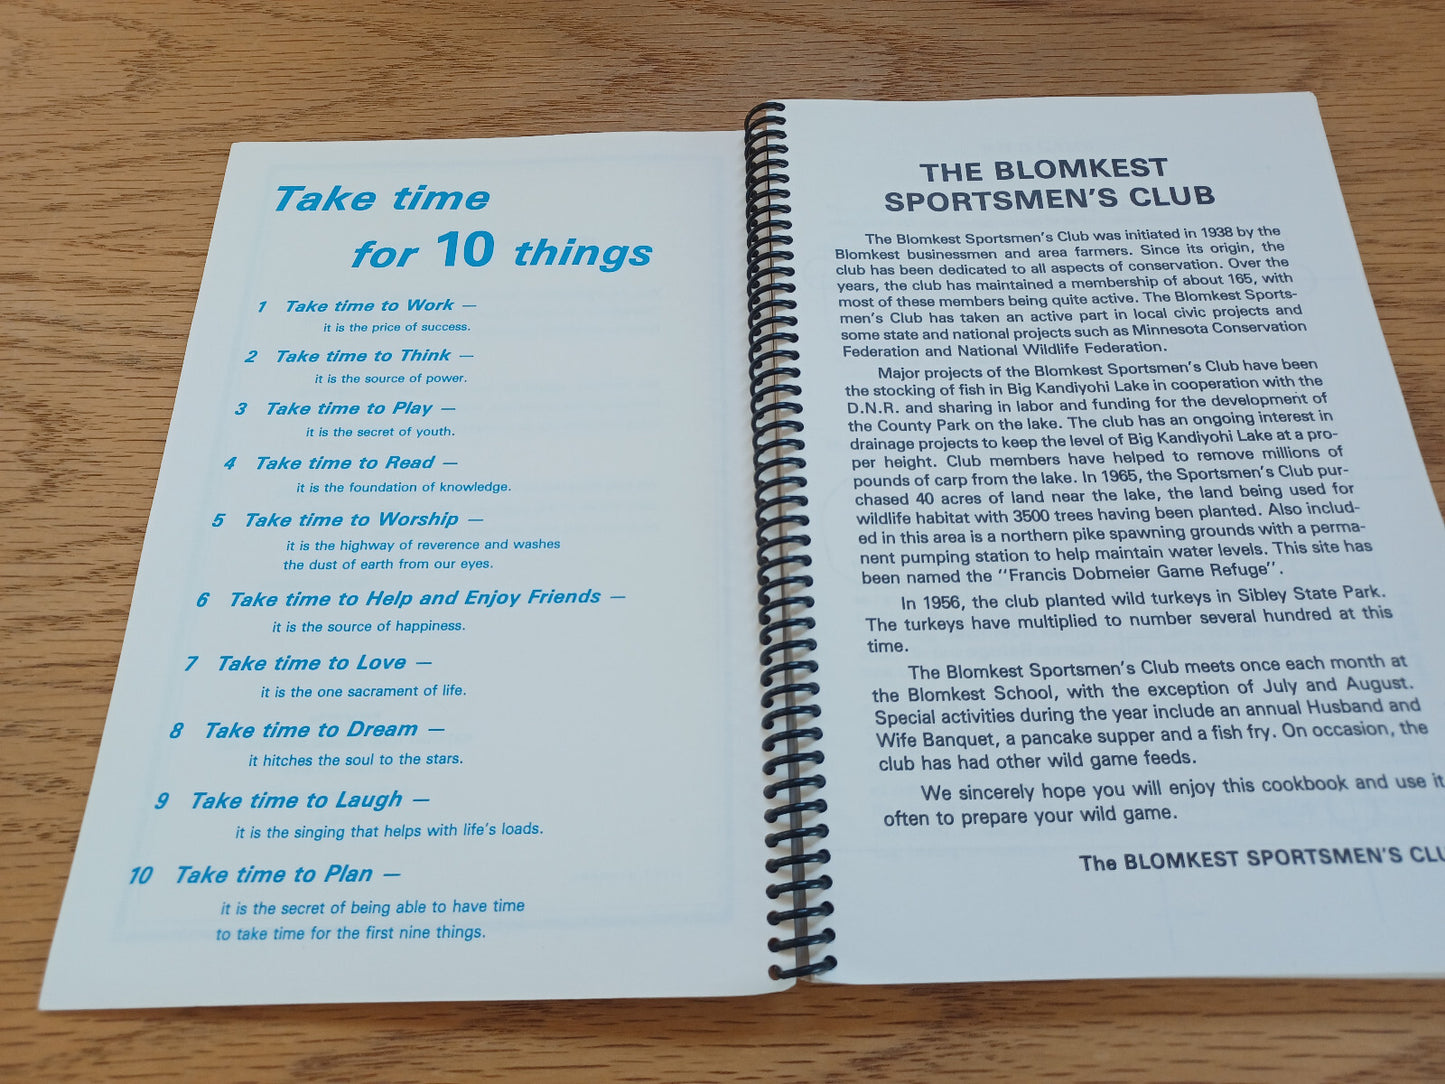 Take time
for 10 things
1 Take time to Work —
it is the price of success.
2 Take time to Think —
it is the source of power.
3 Take time to Play —
it is the secret of youth.
4 Take time to Read —
it is the foundation of knowledge.
5 Take time to Worship —
it is the highway of reverence and washes
the dust of earth from our eyes.
6 Take time to Help and Enjoy Friends —
it is the source of happiness.
7 Take time to Love —
it is the one sacrament of life.
8 Take time to Dream —
it hitches the soul to the stars.
9 Take time to Laugh —
it is the singing that helps with life's loads.
10 Take time to Plan —
it is the secret of being able to have time
to take time for the first nine things.
THE BLOMKEST
SPORTSMEN'S CLUB
The Blomkest Sportsmen's Club was initiated in 1938 by the
Blomkest businessmen and area farmers. Since its origin, the
club has been dedicated to all aspects of conservation. Over the
years, the club has maintained a membership of about 165, with
most of these members being quite active. The Blomkest Sports-
men's Club has taken an active part in local civic projects and
some state and national projects such as Minnesota Conservation
Federation and National Wildlife Federation.
Major projects of the Blomkest Sportsmen's Club have been
the stocking of fish in Big Kandiyohi Lake in cooperation with the
D.N.R. and sharing in labor and funding for the development of
the County Park on the lake. The club has an ongoing interest in
drainage projects to keep the level of Big Kandiyohi Lake at a pro-
per height. Club members have helped to remove millions of
pounds of carp from the lake. In 1965, the Sportsmen's Club pur-
chased 40 acres of land near the lake, the land being used for
wildlife habitat with 3500 trees having been planted. Also includ-
ed in this area is a northern pike spawning grounds with a perma-
nent pumping station to help maintain water levels. This site has
been named the "Francis Dobmeier Game Refuge".
In 1956, the club planted wild turkeys in Sibley State Park.
The turkeys have multiplied to number several hundred at this
time.
The Blomkest Sportsmen's Club meets once each month at
the Blomkest School, with the exception of July and August.
Special activities during the year include an annual Husband and
Wife Banquet, a pancake supper and a fish fry. On occasion, the
club has had other wild game feeds.
We sincerely hope you will enjoy this cookbook and use it
often to prepare your wild game.
The BLOMKEST SPORTSMEN'S CLU